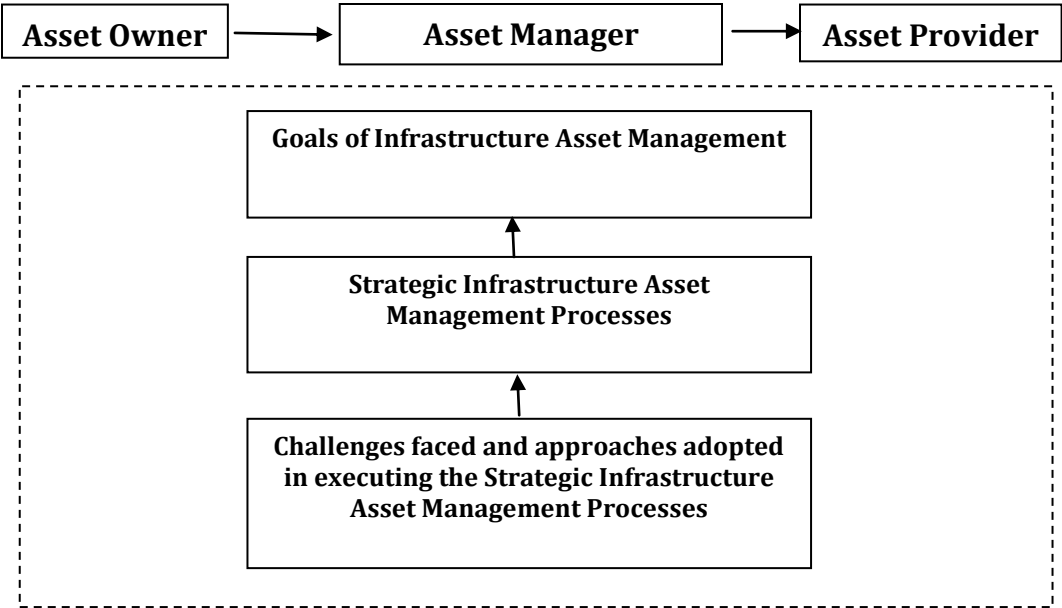 Asset Owner
Asset Manager
Asset Provider
Goals of Infrastructure Asset Management
Strategic Infrastructure Asset
Management Processes
Challenges faced and approaches adopted
in executing the Strategic Infrastructure
Asset Management Processes